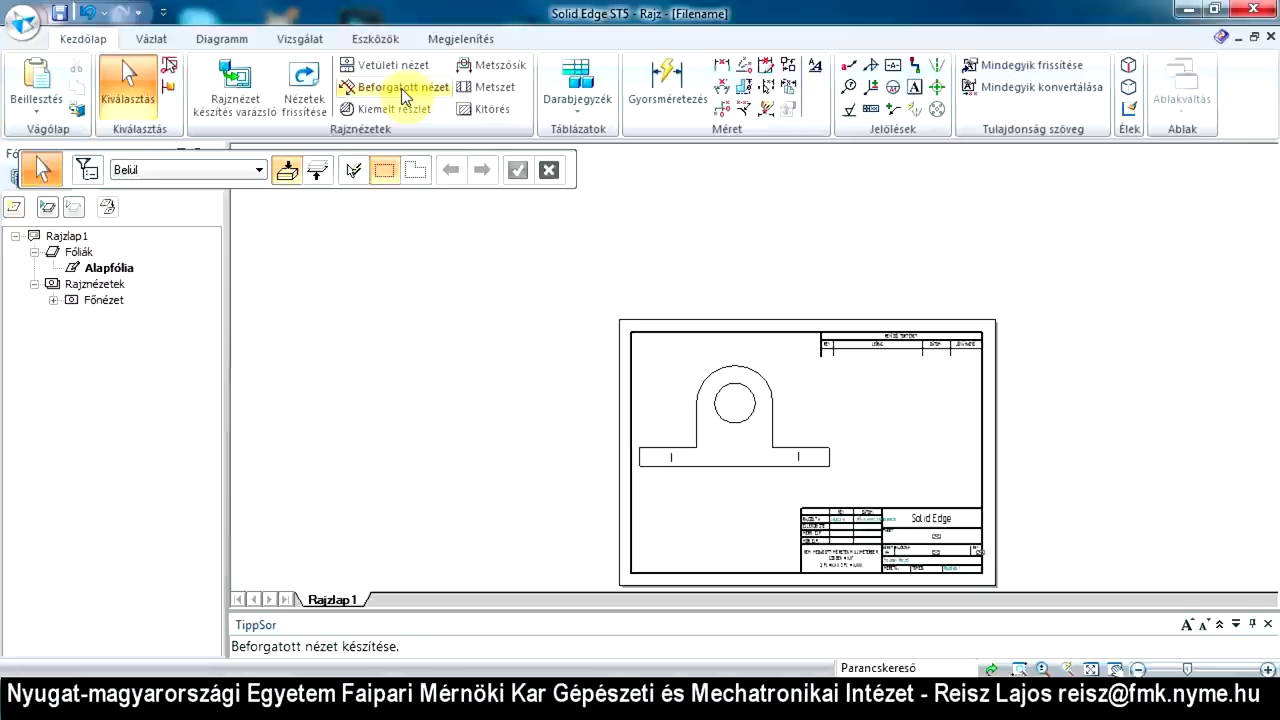 Solid Edge ST5 - Rajz - [Filename]
Kezdőlap
Vázlat
Diagramm
Vizsgálat
Eszközök
Megjelenítés
Beillesztés
Vágólap
Kiválasztás
Kiválasztás
Rajznézet
készítés varázsló
Nézetek
frissítése
Vetületi nézet
Beforgatott nézet
Kiemelt részlet
Metszősík
Metszet
Kitörés
Rajznézetek
Darabjegyzék
Táblázatok
Gyorsméretezés
Méret
Jelölések
Mindegyik frissítése
Mindegyik konvertálása
Tulajdonság szöveg
Élek
Ablakváltás
Ablak
Belül
Rajzlap1
Fóliák
Alapfólia
Rajznézetek
Főnézet
Solid Edge
Rajzlap1
TippSor
Beforgatott nézet készítése.
Parancskereső
Nyugat-magyarországi Egyetem Faipari Mérnöki Kar Gépészeti és Mechatronikai Intézet - Reisz Lajos reisz@fmk.nyme.hu